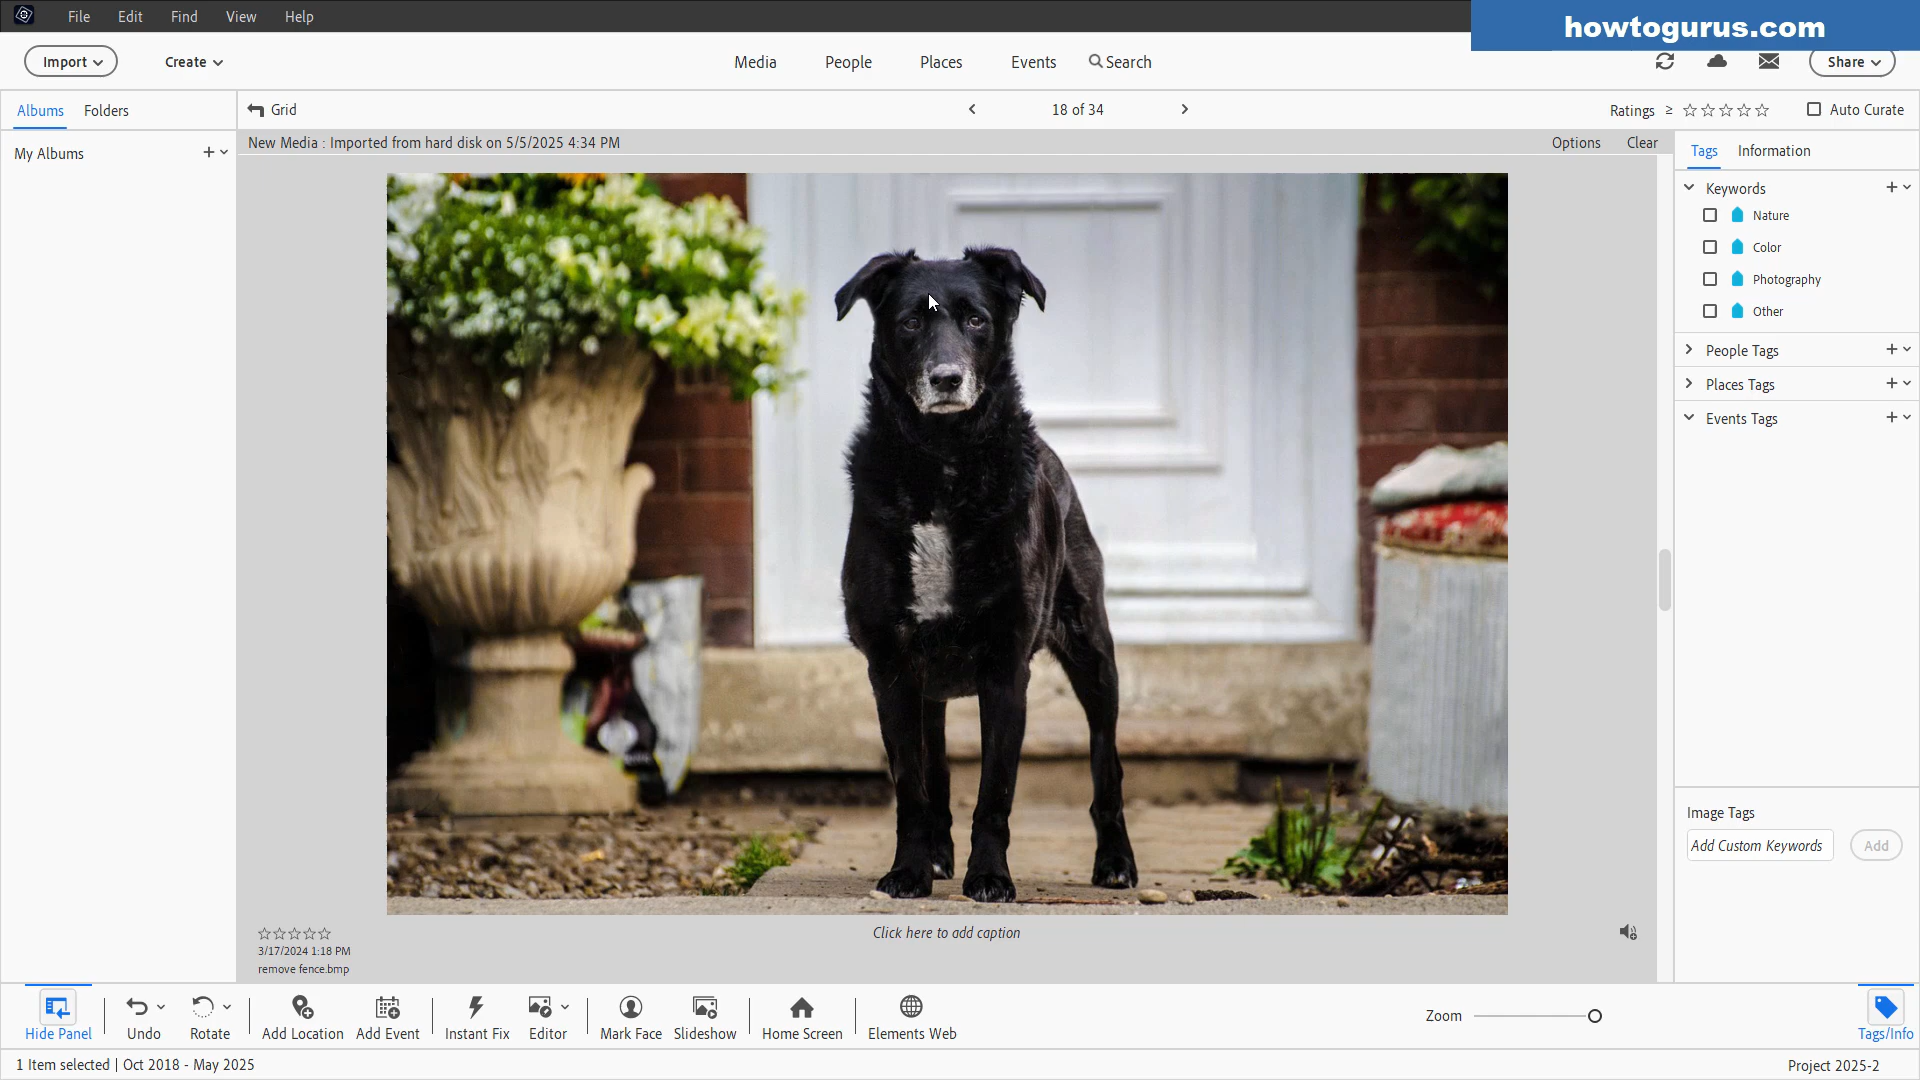 File Edit Find View Help
howtogurus.com
Import Create Media People Places Events Search Share
Albums Folders Grid 18 of 34 Ratings ≥ Auto Curate
My Albums
New Media : Imported from hard disk on 5/5/2025 4:34 PM Options Clear
Tags Information
Keywords
Nature
Color
Photography
Other
People Tags
Places Tags
Events Tags
Image Tags
Add Custom Keywords Add
Click here to add caption
3/17/2024 1:18 PM
remove fence.bmp
Hide Panel Undo Rotate Add Location Add Event Instant Fix Editor Mark Face Slideshow Home Screen Elements Web Zoom Tags/Info
1 Item selected | Oct 2018 - May 2025 Project 2025-2